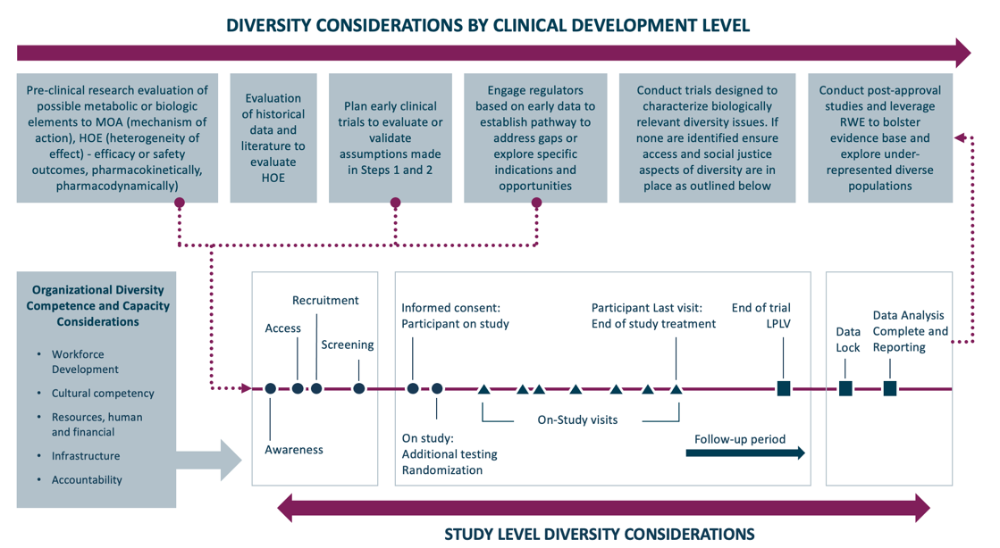 DIVERSITY CONSIDERATIONS BY CLINICAL DEVELOPMENT LEVEL
Pre-clinical research evaluation of
possible metabolic or biologic
elements to MOA (mechanism of
action), HOE (heterogeneity of
effect) - efficacy or safety
outcomes, pharmacokinetically,
pharmacodynamically)
Evaluation
of historical
data and
literature to
evaluate
HOE
Plan early clinical
trials to evaluate or
validate
assumptions made
in Steps 1 and 2
Engage regulators
based on early data to
establish pathway to
address gaps or
explore specific
indications and
opportunities
Conduct trials designed to
characterize biologically
relevant diversity issues. If
none are identified ensure
access and social justice
aspects of diversity are in
place as outlined below
Conduct post-approval
studies and leverage
RWE to bolster
evidence base and
explore under-
represented diverse
populations
Organizational Diversity
Competence and Capacity
Considerations
• Workforce
Development
• Cultural competency
• Resources, human
and financial
• Infrastructure
• Accountability
Recruitment
Access
Screening
Awareness
Informed consent:
Participant on study
On study:
Additional testing
Randomization
Participant Last visit:
End of study treatment
On-Study visits
End of trial
LPLV
Follow-up period
Data
Lock
Data Analysis
Complete and
Reporting
STUDY LEVEL DIVERSITY CONSIDERATIONS